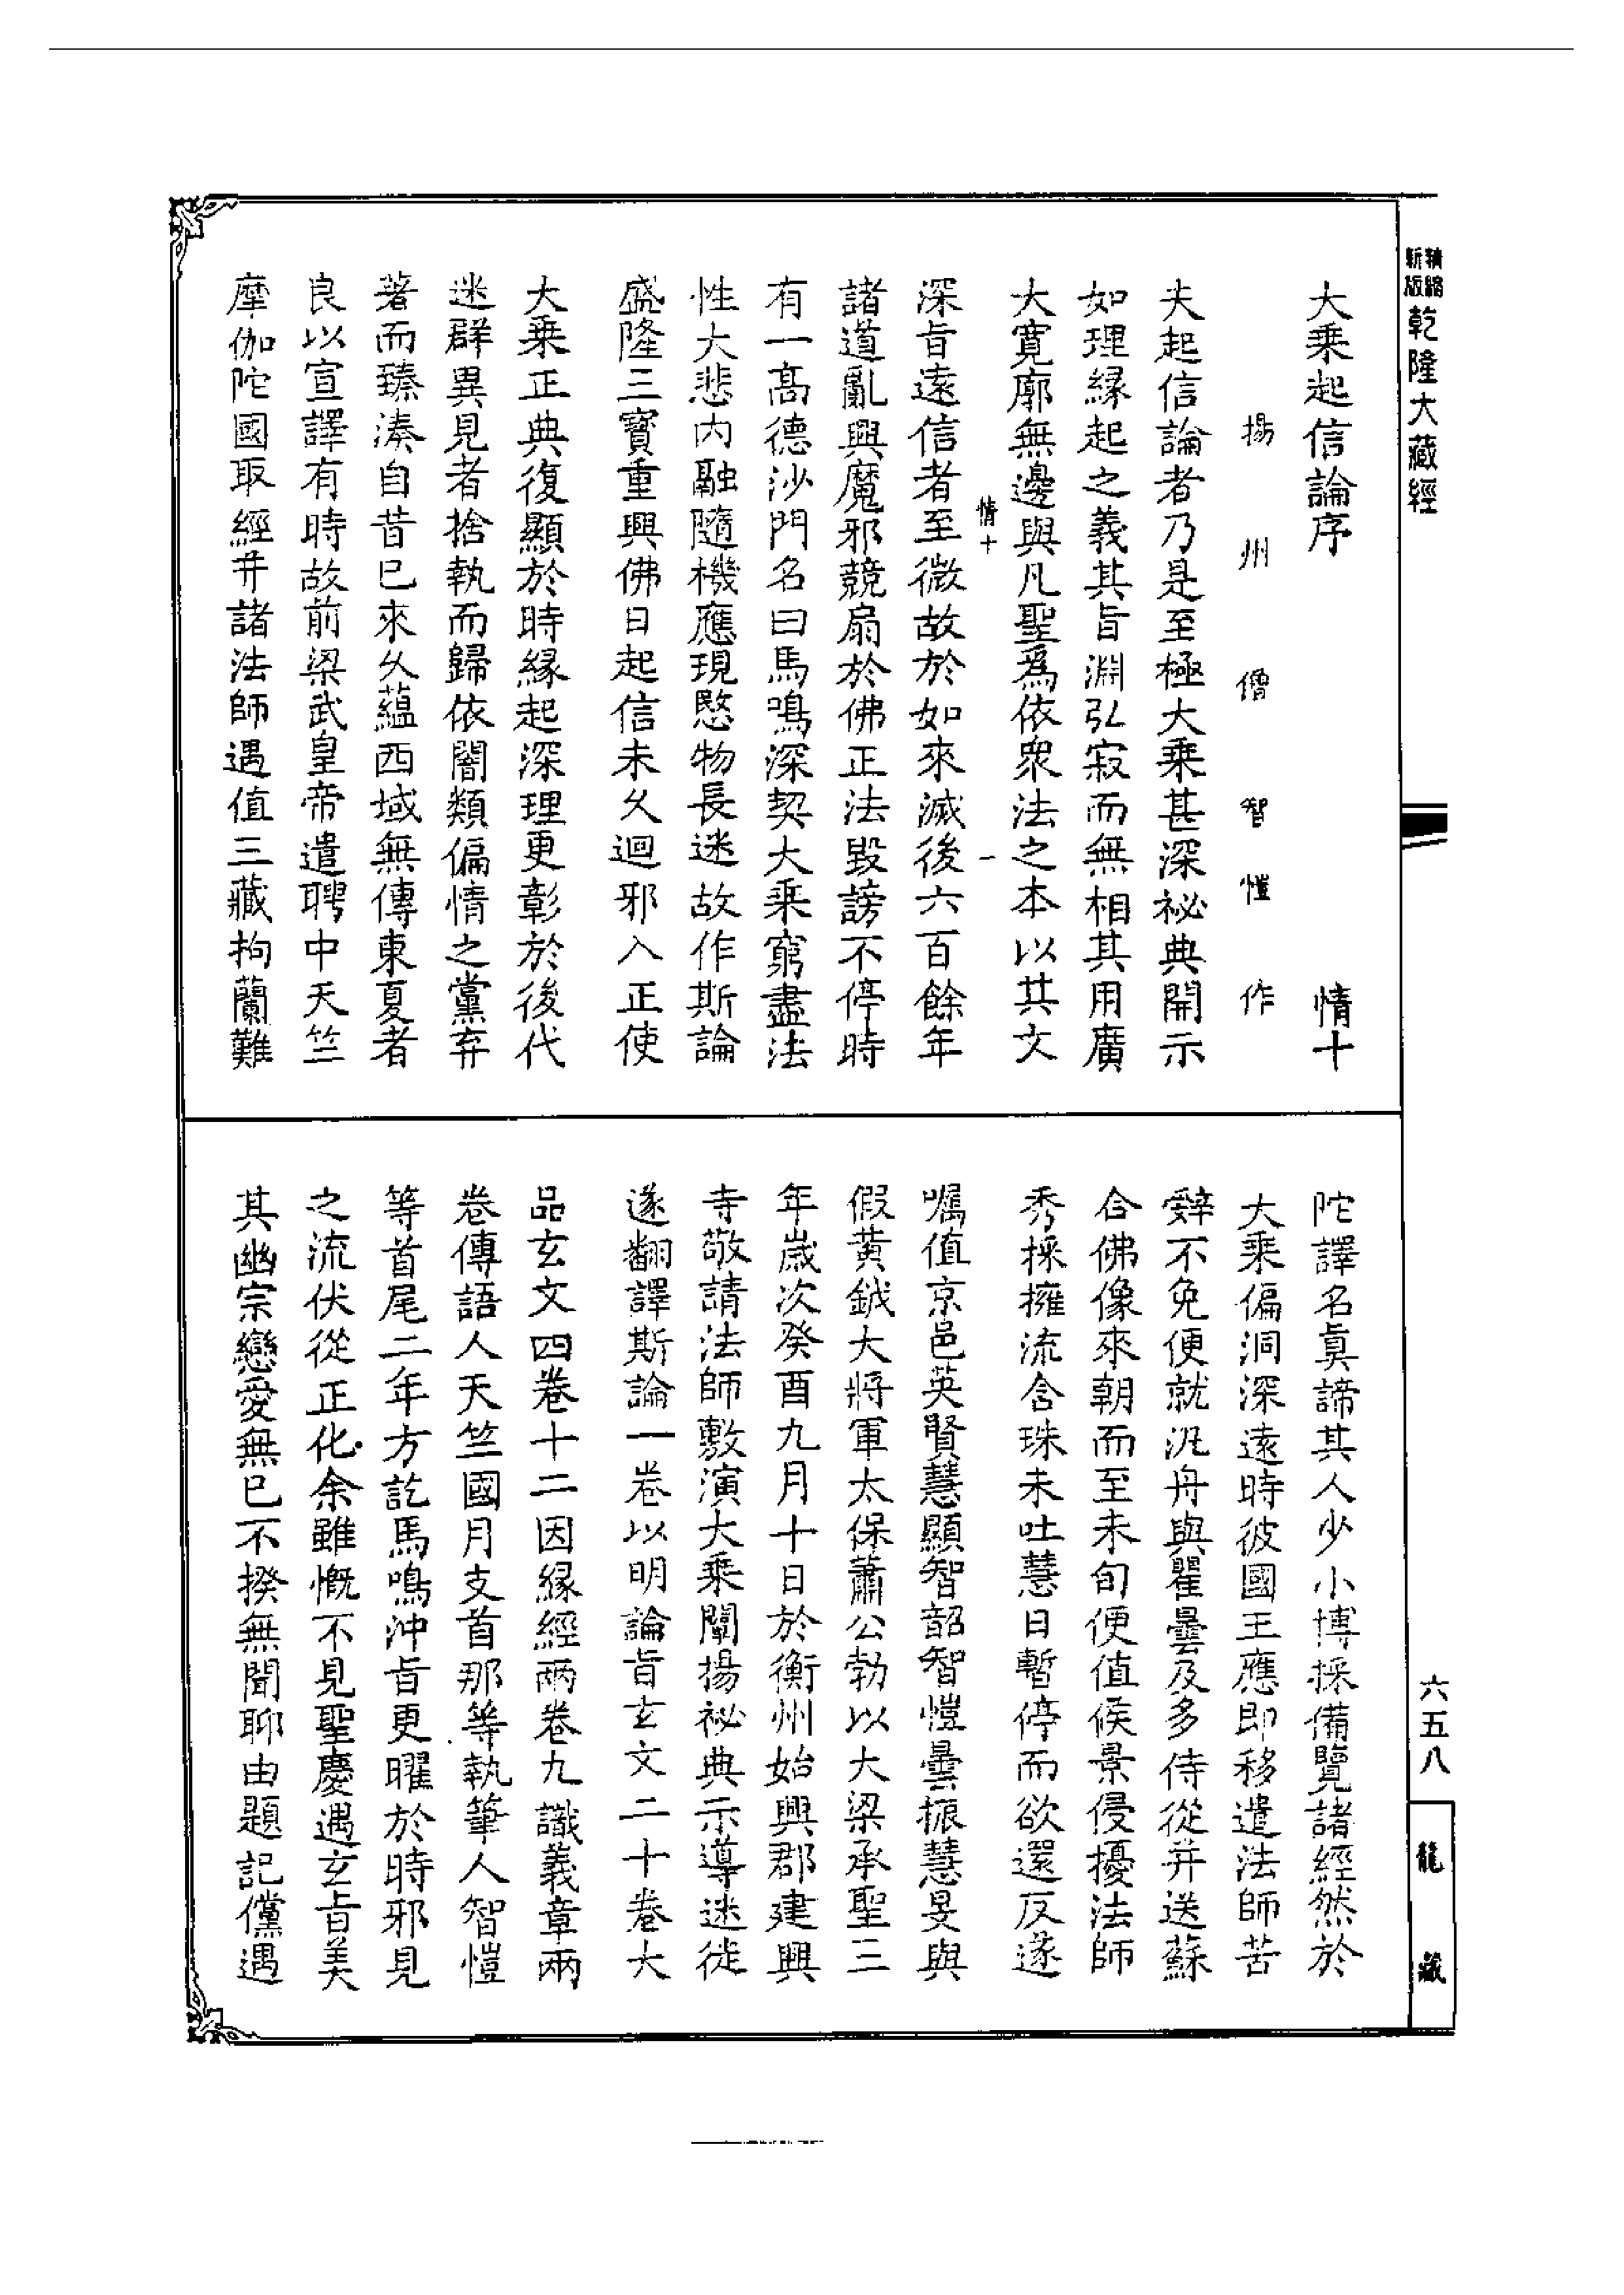 精縮新版乾隆大藏經
大乘起信論序 情十
揚州僧智愷作
夫起信論者乃是至極大乘甚深祕典開示
如理緣起之義其旨淵弘寂而無相其用廣
大寬廓無邊與凡聖爲依衆法之本以其文
情十 一
深旨遠信者至微故於如來滅後六百餘年
諸道亂興魔邪競扇於佛正法毀謗不停時
有一高德沙門名曰馬鳴深契大乘窮盡法
性大悲內融隨機應現愍物長迷故作斯論
盛隆三寶重興佛日起信未久迴邪入正使
大乘正典復顯於時緣起深理更彰於後代
迷群異見者捨執而歸依闇類偏情之黨弃
著而臻湊自昔已來久蘊西域無傳東夏者
良以宣譯有時故前梁武皇帝遣聘中天竺
摩伽陀國取經并諸法師遇值三藏拘蘭難
陀譯名眞諦其人少小博採備覽諸經然於
大乘偏洞深遠時彼國王應即移遣法師苦
辤不免便就汎舟與瞿曇及多侍從并送蘇
合佛像來朝而至未旬便值侯景侵擾法師
秀採擁流含珠未吐慧日暫停而欲還反遂
囑值京邑英賢慧顯智韶智愷曇振慧旻與
假黃鉞大將軍太保蕭公勃以大梁承聖三
年歲次癸酉九月十日於衡州始興郡建興
寺敬請法師敷演大乘闡揚祕典示導迷徒
遂翻譯斯論一卷以明論旨玄文二十卷大
品玄文四卷十二因緣經兩卷九識義章兩
卷傳語人天竺國月支首那等執筆人智愷
等首尾二年方訖馬鳴沖旨更曜於時邪見
之流伏從正化余雖慨不見聖慶遇玄旨美
其幽宗戀愛無已不揆無聞聊由題記儻遇
六五八
龍藏